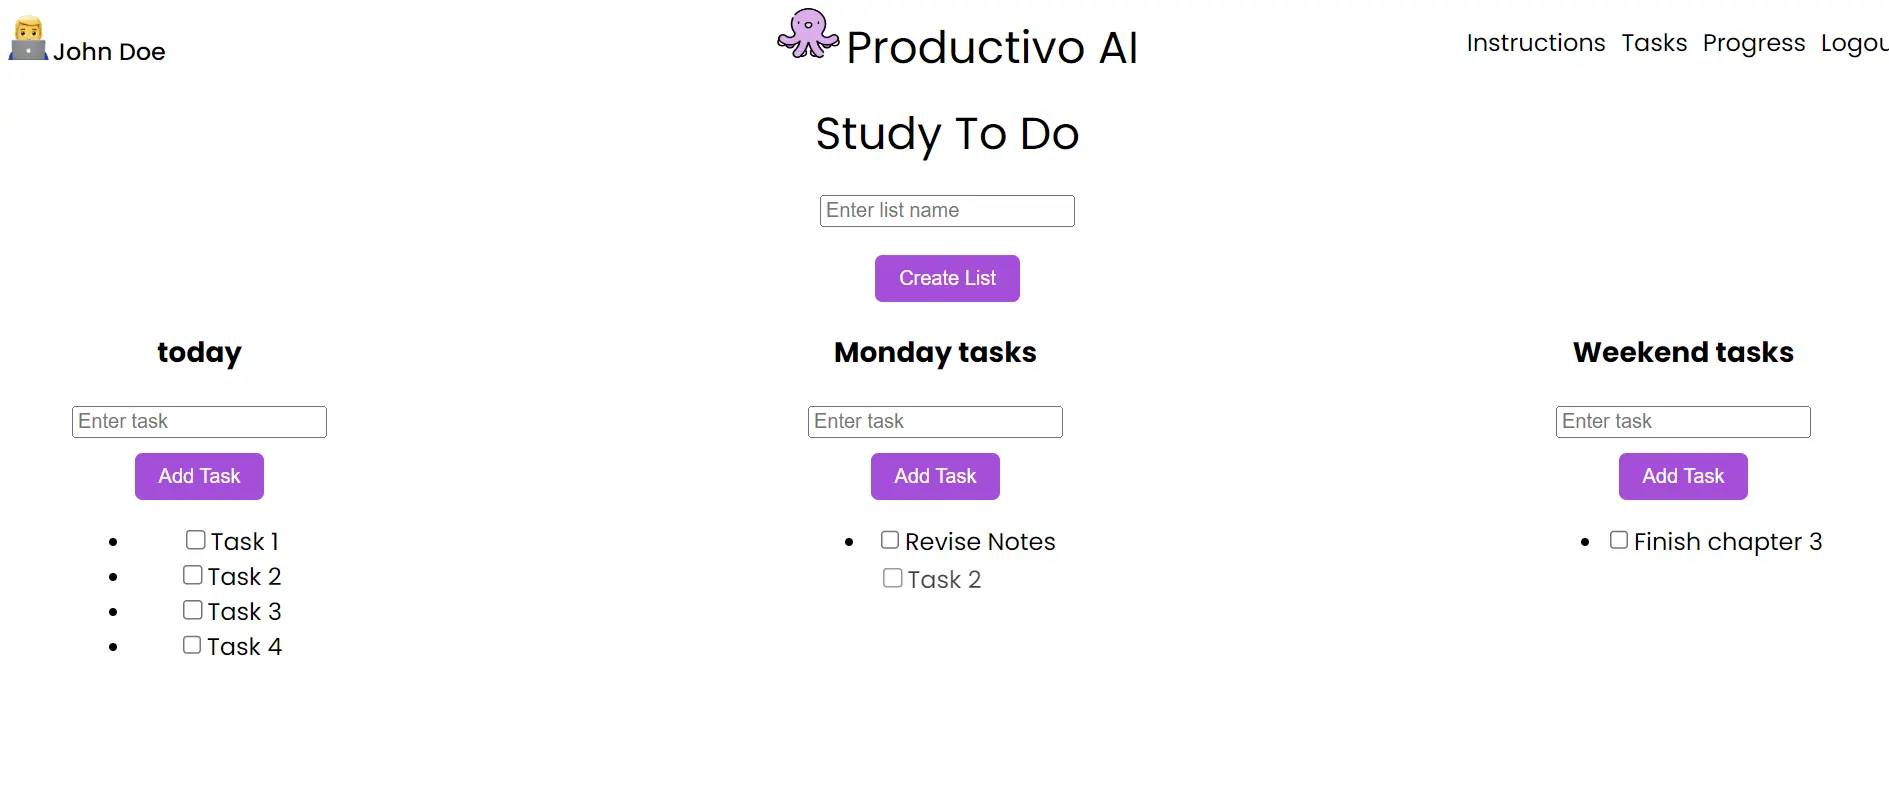 John Doe
Productivo AI
Instructions Tasks Progress Logou
Study To Do
Enter list name
Create List
today
Enter task
Add Task
Task 1
Task 2
Task 3
Task 4
Monday tasks
Enter task
Add Task
Revise Notes
Task 2
Weekend tasks
Enter task
Add Task
Finish chapter 3